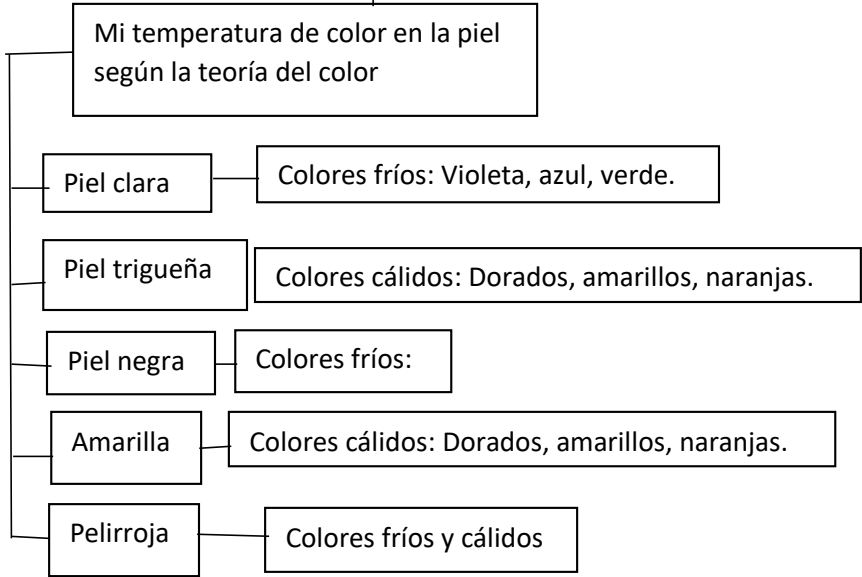 Mi temperatura de color en la piel
según la teoría del color
Piel clara
Colores fríos: Violeta, azul, verde.
Piel trigueña
Colores cálidos: Dorados, amarillos, naranjas.
Piel negra
Colores fríos:
Amarilla
Colores cálidos: Dorados, amarillos, naranjas.
Pelirroja
Colores fríos y cálidos